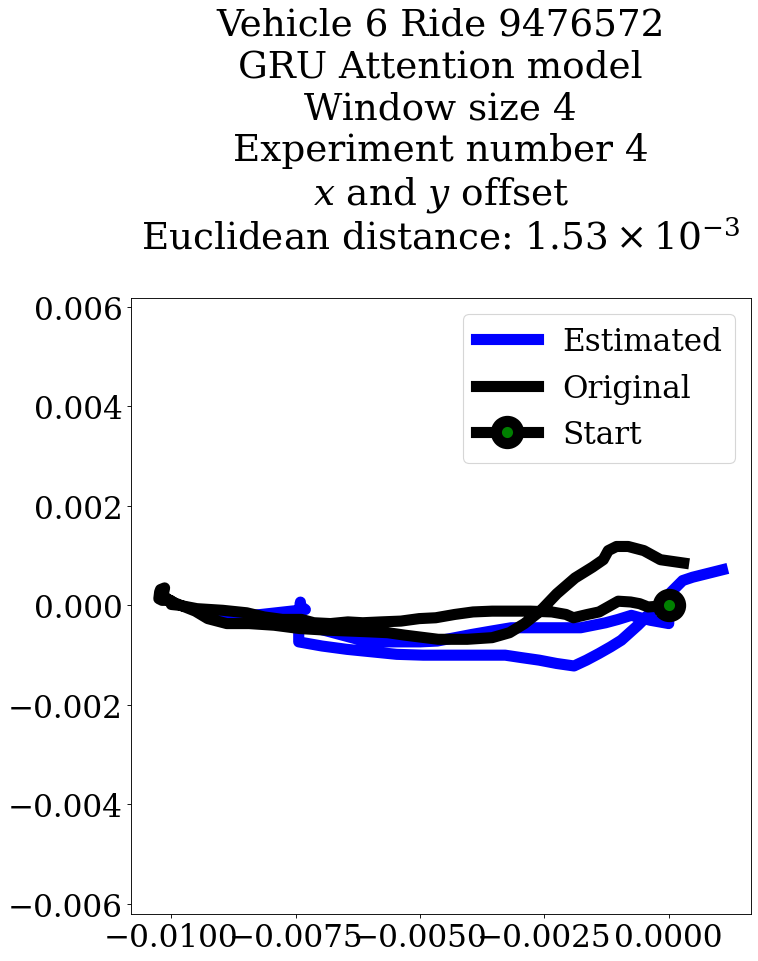 Vehicle 6 Ride 9476572
GRU Attention model
Window size 4
Experiment number 4
x and y offset
Euclidean distance: 1.53 × 10⁻³
Estimated
Original
Start
0.006
0.004
0.002
0.000
−0.002
−0.004
−0.006
−0.0100 −0.0075 −0.0050 −0.0025 0.0000